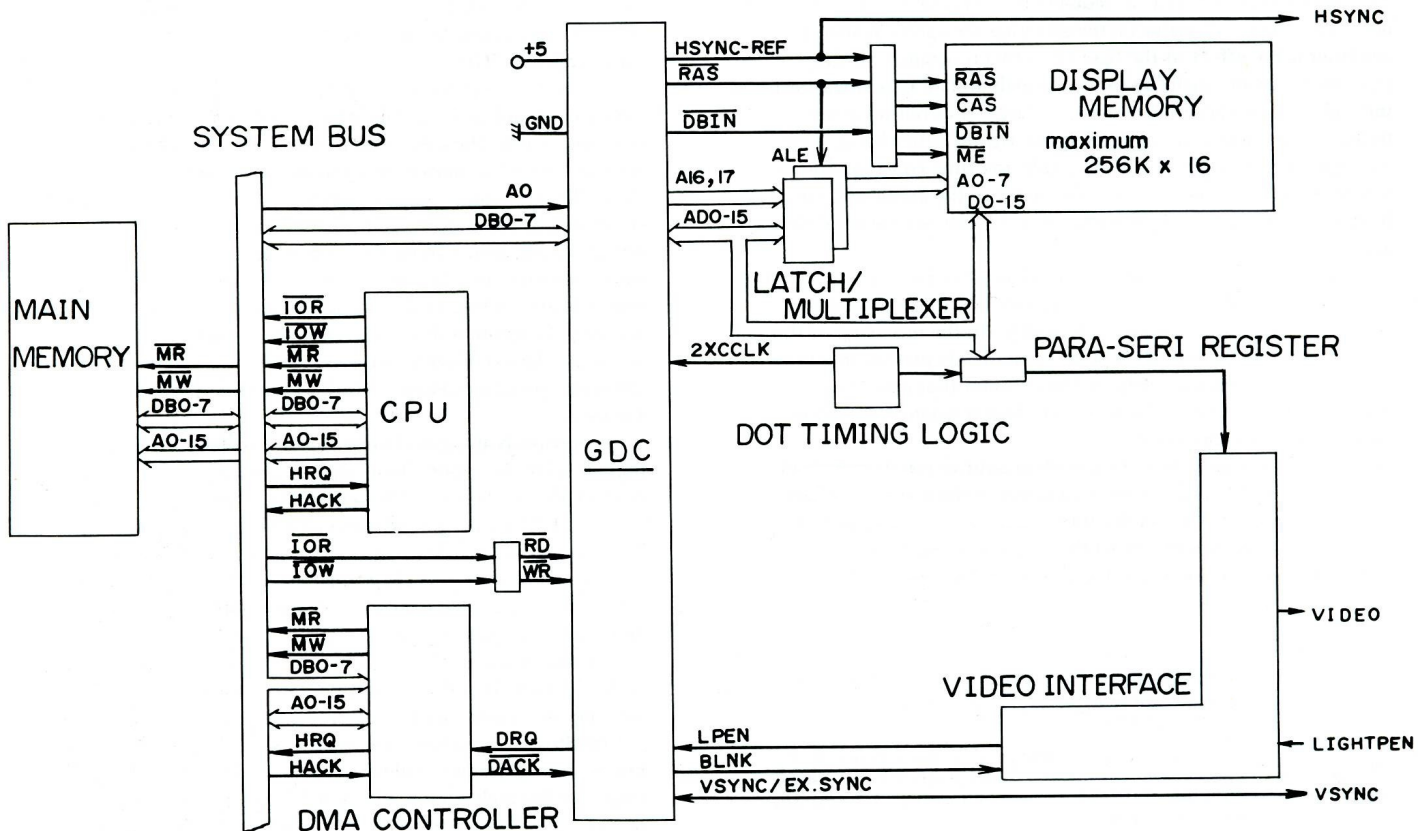 HSYNC
+5
HSYNC-REF
RAS
GND
DBIN
RAS
CAS
DBIN
ME
A0-7
D0-15
DISPLAY
MEMORY
maximum
256K x 16
SYSTEM BUS
ALE
A0
DB0-7
A16,17
AD0-15
LATCH/
MULTIPLEXER
MAIN
MEMORY
MR
MW
DB0-7
A0-15
IOR
IOW
MR
MW
DB0-7
A0-15
HRQ
HACK
CPU
GDC
2XCCLK
PARA-SERI REGISTER
DOT TIMING LOGIC
IOR
IOW
RD
WR
MR
MW
DB0-7
A0-15
HRQ
HACK
DRQ
DACK
DMA CONTROLLER
VIDEO INTERFACE
VIDEO
LPEN
BLNK
VSYNC/EX.SYNC
LIGHTPEN
VSYNC